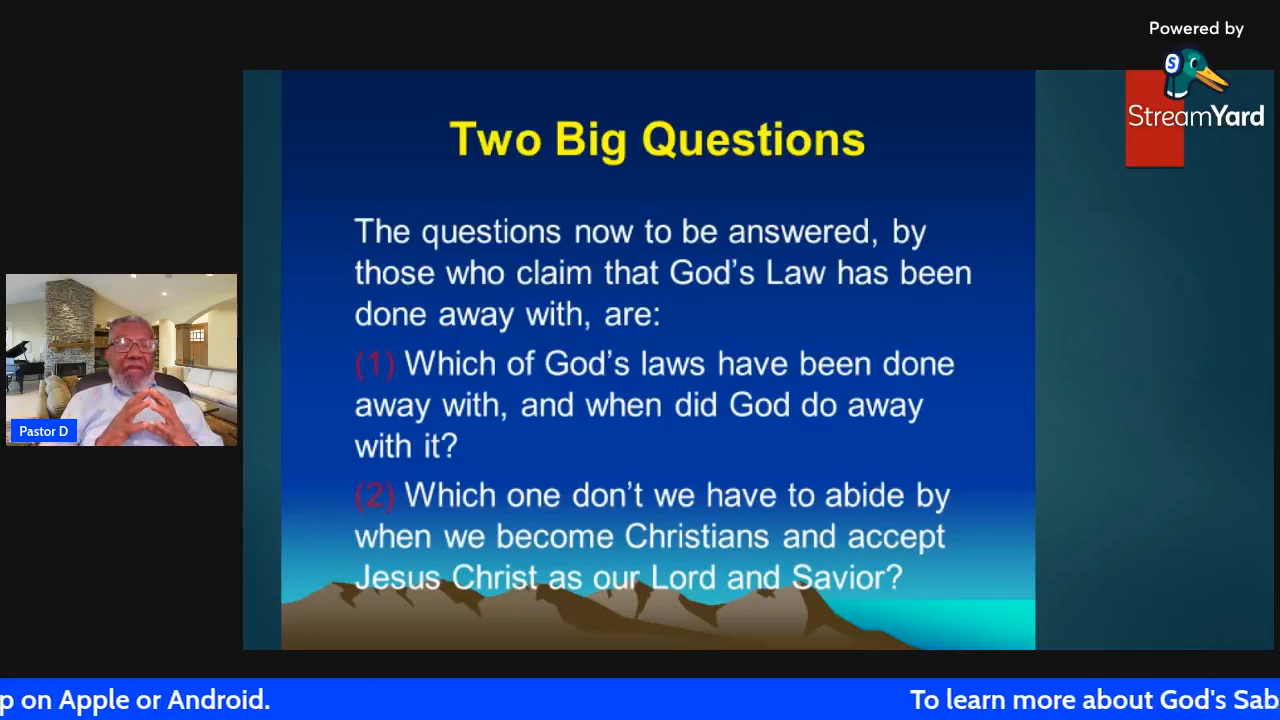 Powered by
StreamYard
Two Big Questions
The questions now to be answered, by
those who claim that God's Law has been
done away with, are:
(1) Which of God's laws have been done
away with, and when did God do away
with it?
(2) Which one don't we have to abide by
when we become Christians and accept
Jesus Christ as our Lord and Savior?
Pastor D
p on Apple or Android.
To learn more about God's Sab